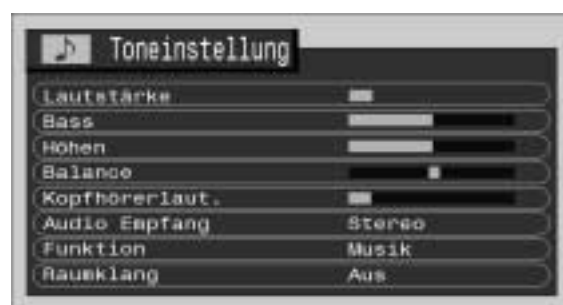 Toneinstellung
Lautstärke
Bass
Höhen
Balance
Kopfhörerlaut.
Audio Empfang Stereo
Funktion Musik
Raumklang Aus